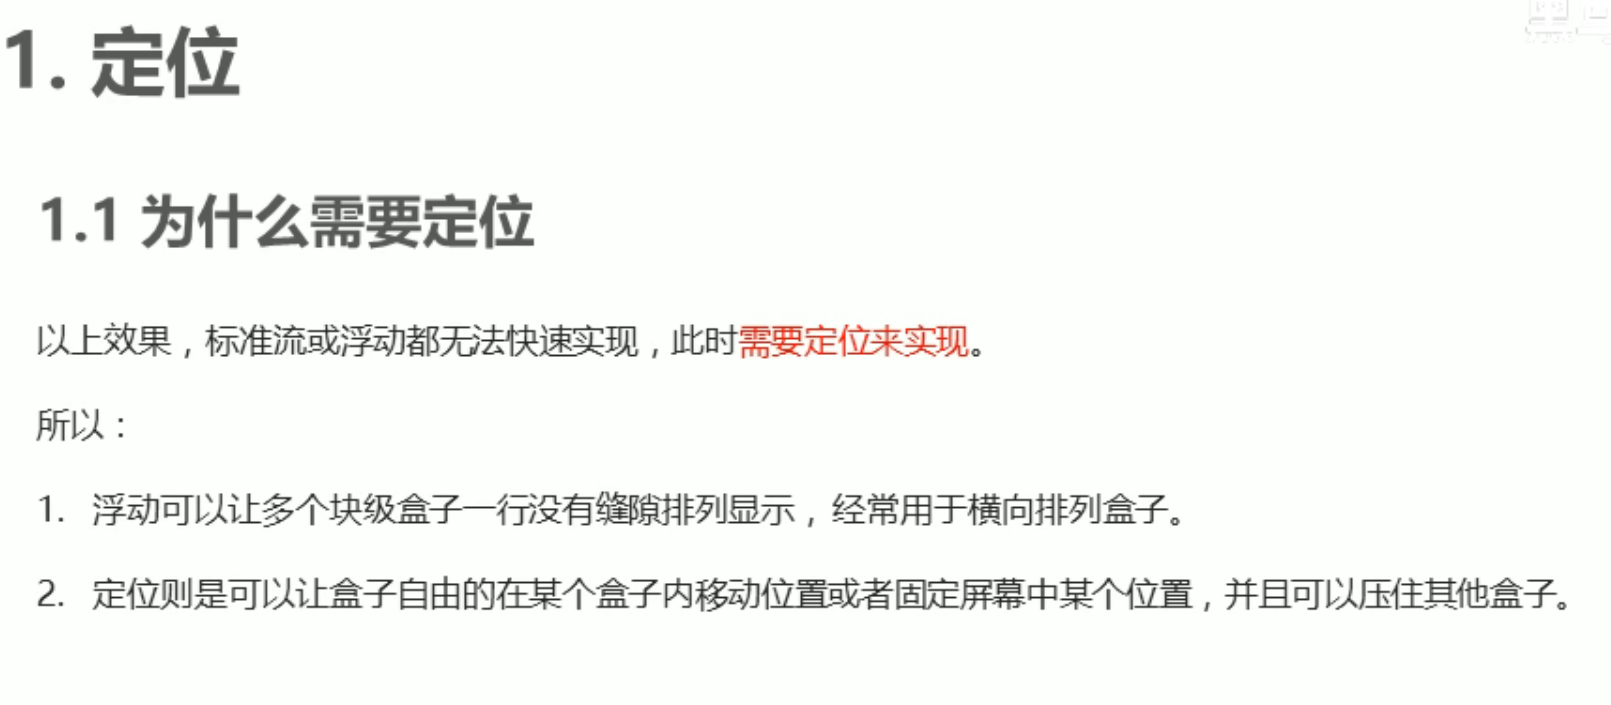 1. 定位
1.1 为什么需要定位
以上效果，标准流或浮动都无法快速实现，此时需要定位来实现。
所以：
1. 浮动可以让多个块级盒子一行没有缝隙排列显示，经常用于横向排列盒子。
2. 定位则是可以让盒子自由的在某个盒子内移动位置或者固定屏幕中某个位置，并且可以压住其他盒子。